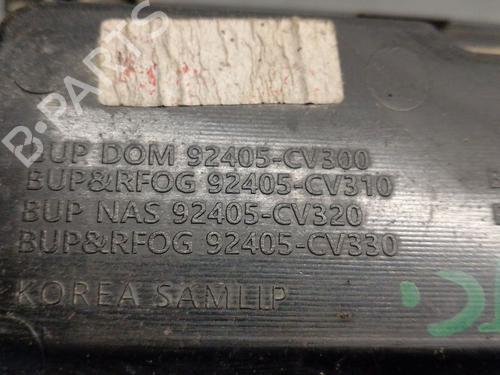 BUP DOM 92405-CV300
BUP&RFOG 92405-CV310
BUP NAS 92405-CV320
BUP&RFOG 92405-CV330
KOREA SAMLIP
B-PARTS